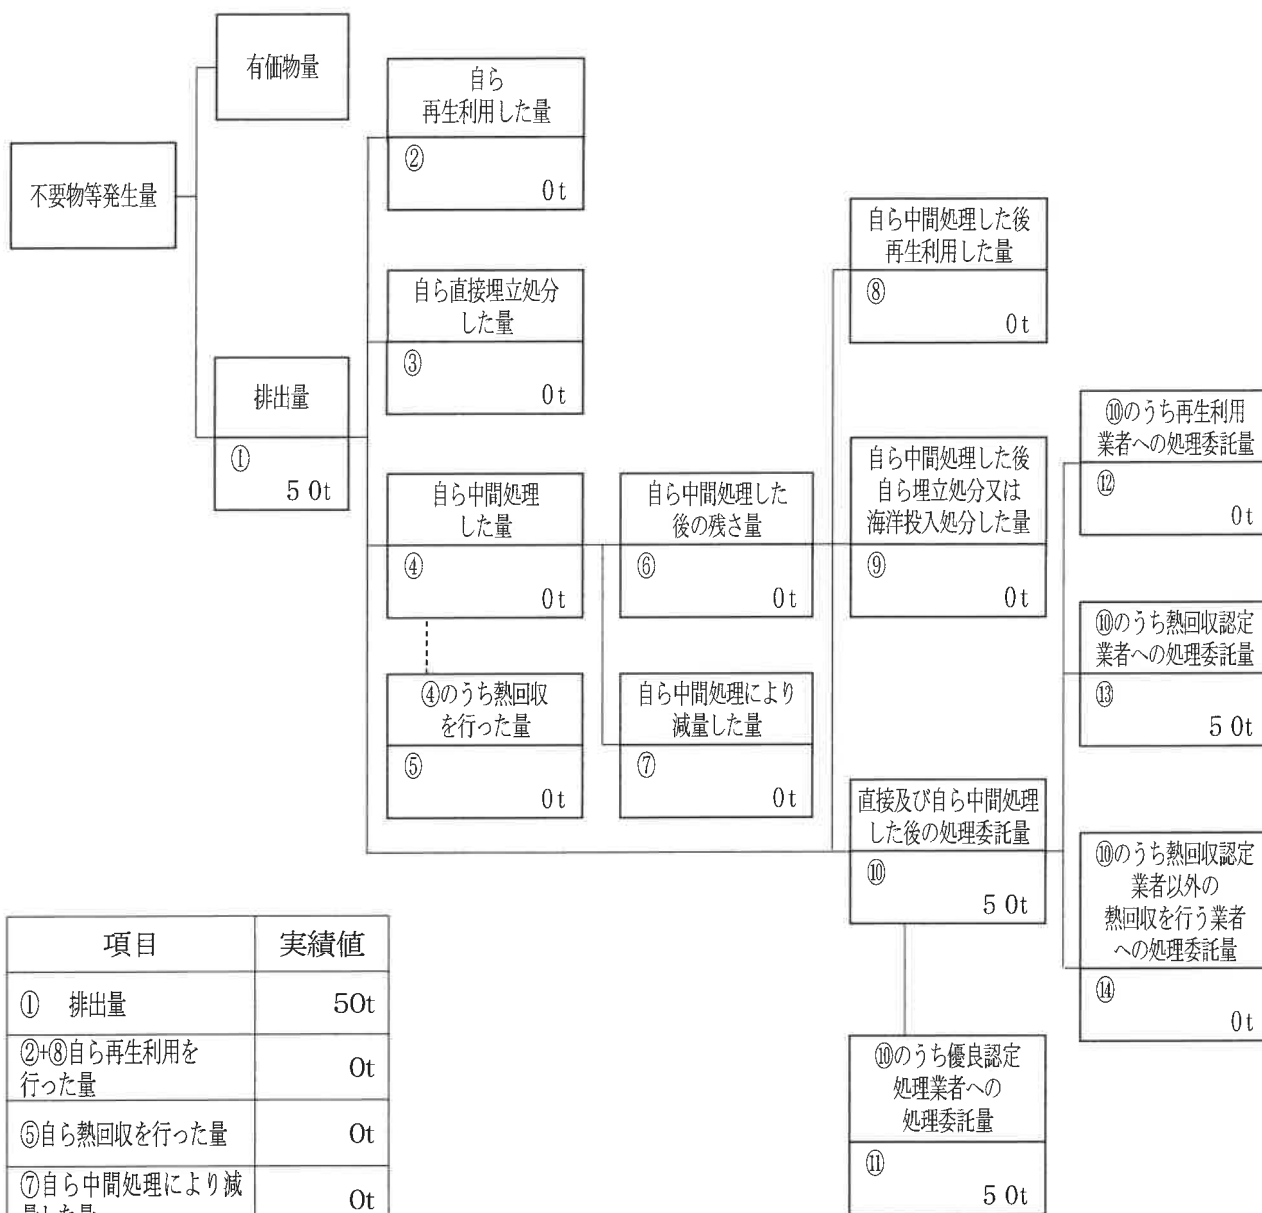 有価物量
不要物等発生量
排出量
①
5 0t
自ら
再生利用した量
②
0t
自ら直接埋立処分
した量
③
0t
自ら中間処理
した量
④
0t
④のうち熱回収
を行った量
⑤
0t
自ら中間処理した
後の残さ量
⑥
0t
自ら中間処理により
減量した量
⑦
0t
自ら中間処理した後
再生利用した量
⑧
0t
自ら中間処理した後
自ら埋立処分又は
海洋投入処分した量
⑨
0t
直接及び自ら中間処理
した後の処理委託量
⑩
5 0t
⑩のうち優良認定
処理業者への
処理委託量
⑪
5 0t
⑩のうち再生利用
業者への処理委託量
⑫
0t
⑩のうち熱回収認定
業者への処理委託量
⑬
5 0t
⑩のうち熱回収認定
業者以外の
熱回収を行う業者
への処理委託量
⑭
0t
項目 実績値
① 排出量 50t
②+⑧自ら再生利用を
行った量 0t
⑤自ら熱回収を行った量 0t
⑦自ら中間処理により減 0t